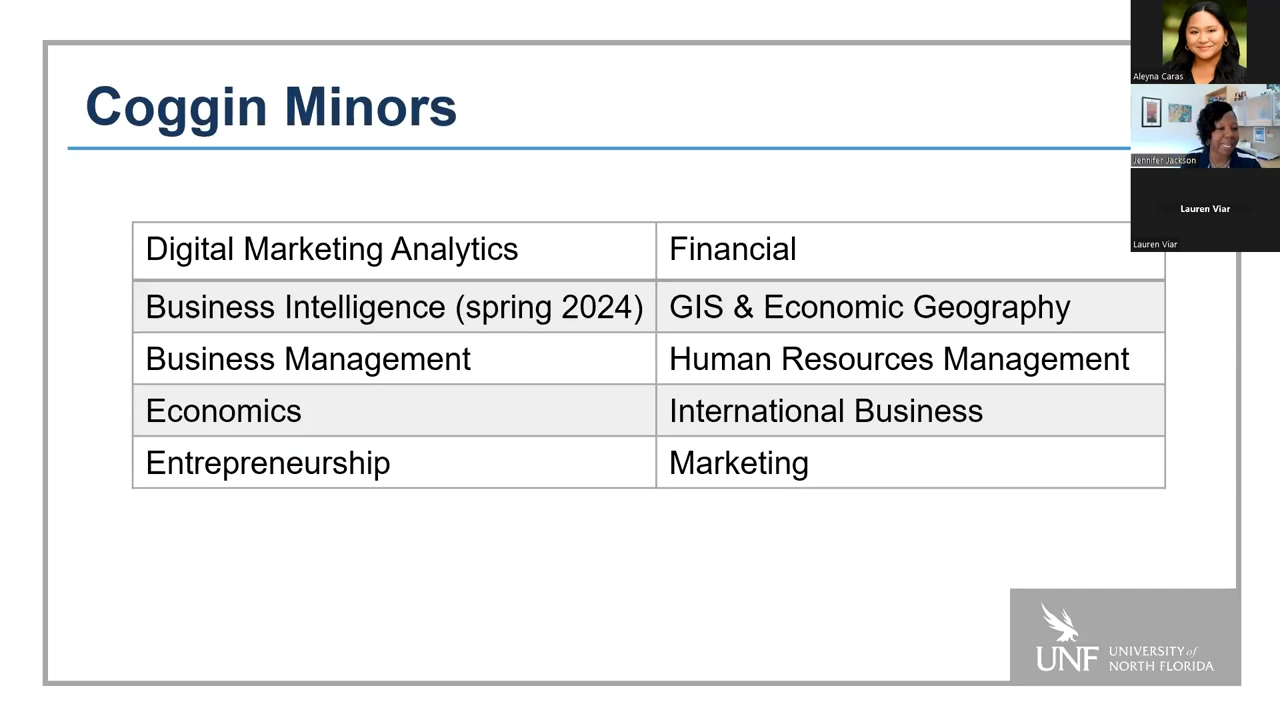 Coggin Minors
Digital Marketing Analytics
Financial
Business Intelligence (spring 2024)
GIS & Economic Geography
Business Management
Human Resources Management
Economics
International Business
Entrepreneurship
Marketing
UNF
UNIVERSITY of
NORTH FLORIDA
Aleyna Caras
Jennifer Jackson
Lauren Viar
Lauren Viar